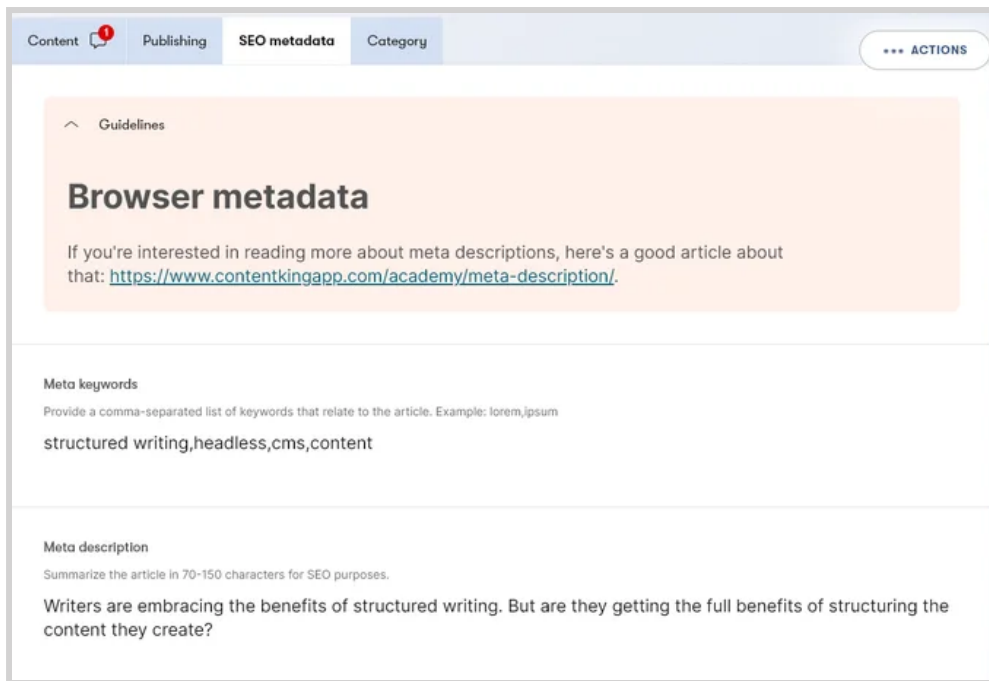 Content 1
Publishing
SEO metadata
Category
••• ACTIONS
Guidelines
Browser metadata
If you're interested in reading more about meta descriptions, here's a good article about
that: https://www.contentkingapp.com/academy/meta-description/.
Meta keywords
Provide a comma-separated list of keywords that relate to the article. Example: lorem,ipsum
structured writing,headless,cms,content
Meta description
Summarize the article in 70-150 characters for SEO purposes.
Writers are embracing the benefits of structured writing. But are they getting the full benefits of structuring the
content they create?